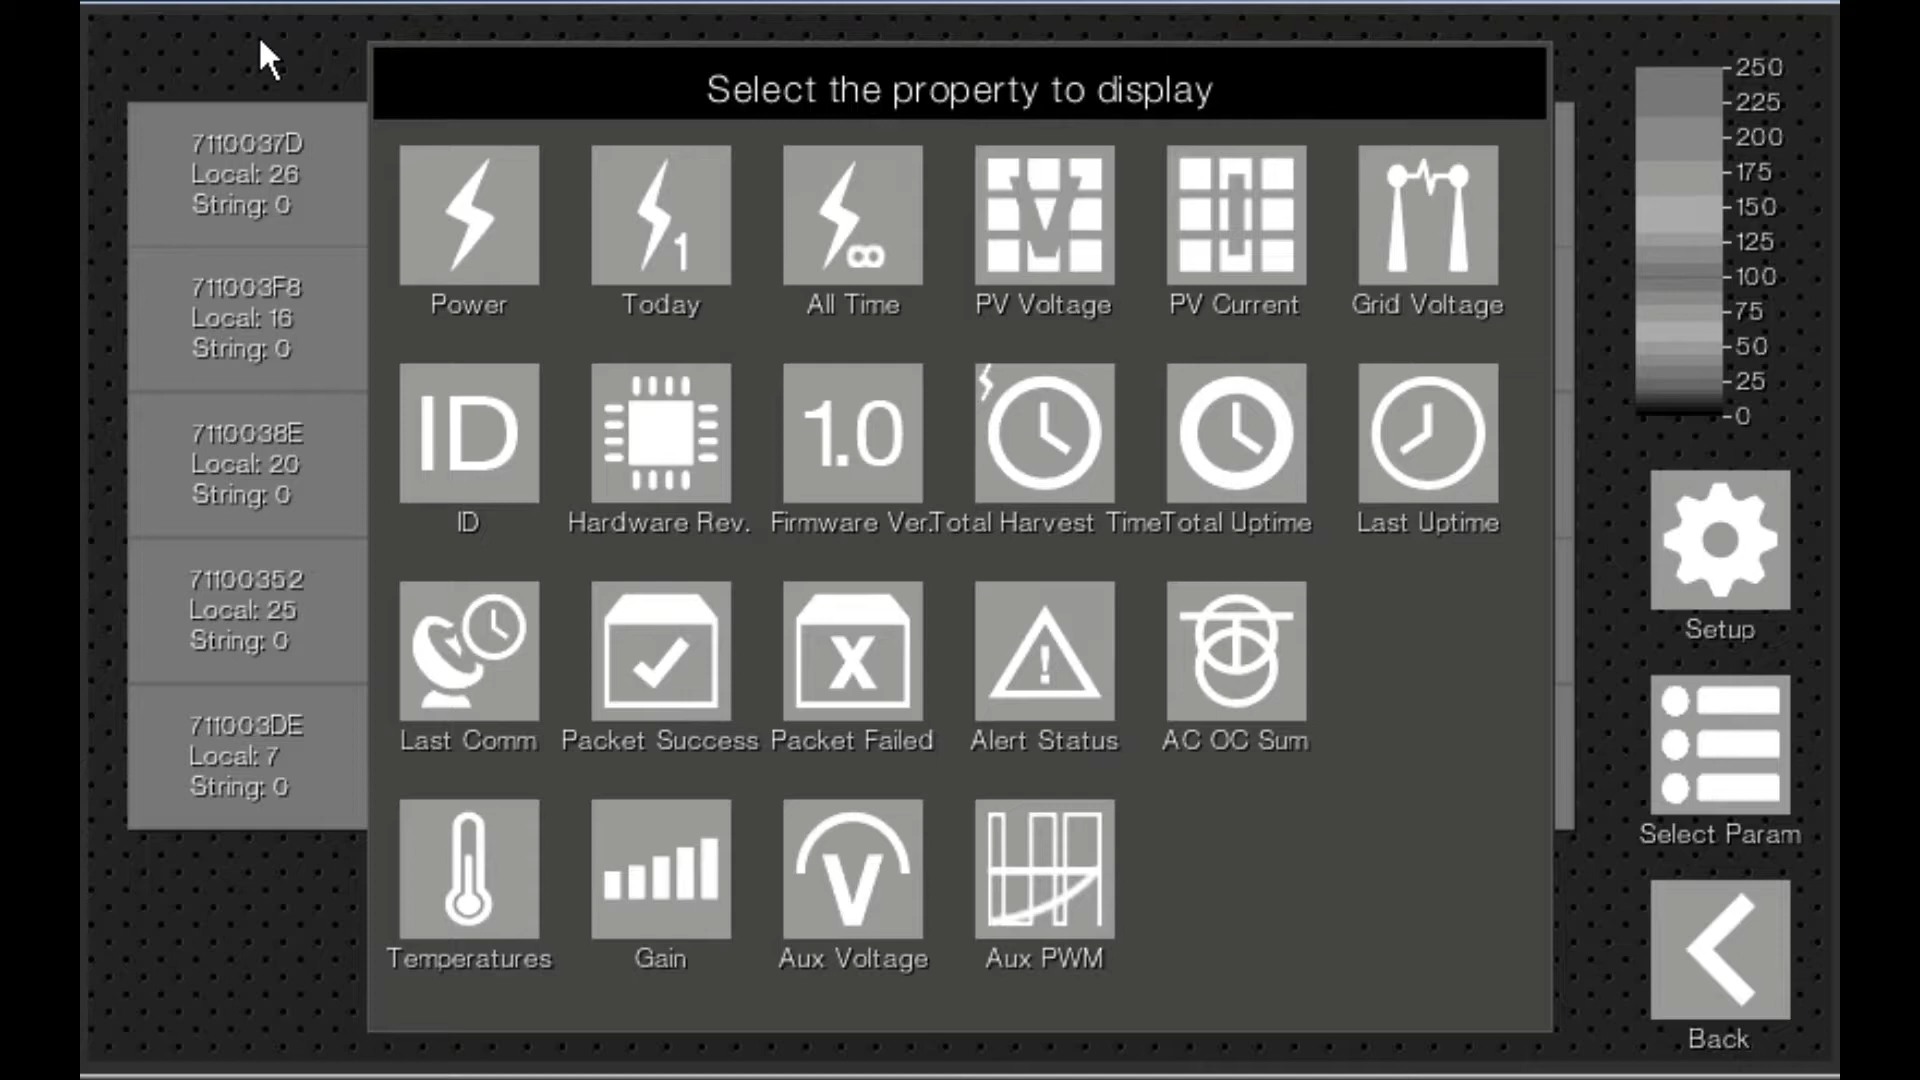 Select the property to display
7110037D
Local: 26
String: 0
711003F8
Local: 16
String: 0
7110038E
Local: 20
String: 0
71100352
Local: 25
String: 0
711003DE
Local: 7
String: 0
1
∞
Power
Today
All Time
PV Voltage
PV Current
Grid Voltage
ID
1.0
ID
Hardware Rev.
Firmware Ver.
Total Harvest Time
Total Uptime
Last Uptime
X
!
Last Comm
Packet Success
Packet Failed
Alert Status
AC OC Sum
V
Temperatures
Gain
Aux Voltage
Aux PWM
250
225
200
175
150
125
100
75
50
25
0
Setup
Select Param
Back